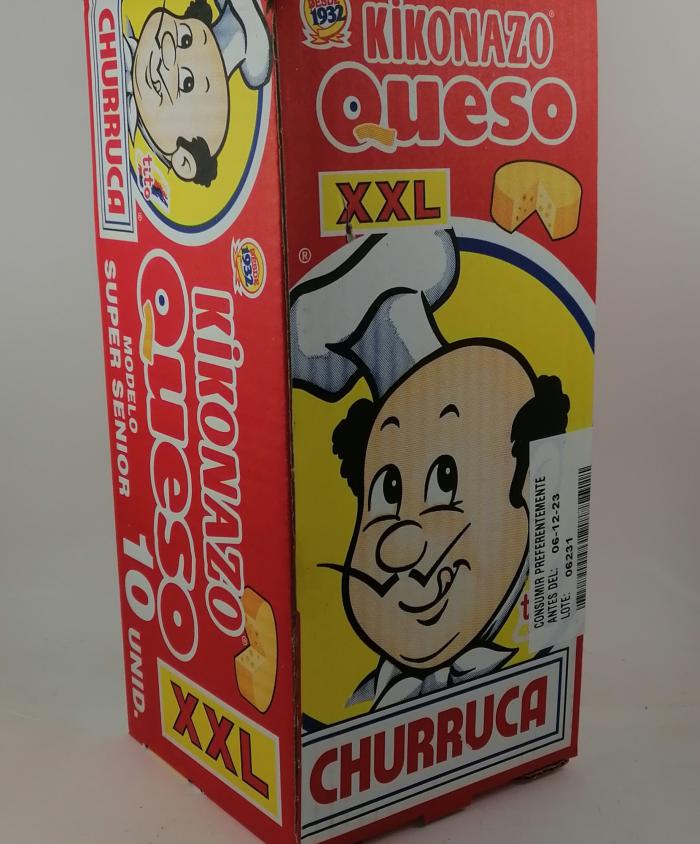 DESDE
1932
KIKONAZO®
Queso
XXL
®
CONSUMIR PREFERENTEMENTE
ANTES DEL: 06-12-23
LOTE: 06231
CHURRUCA
CHURRUCA
tito
®
DESDE
1932
KIKONAZO®
Queso
MODELO
SUPER SENIOR
10 UNID.
XXL